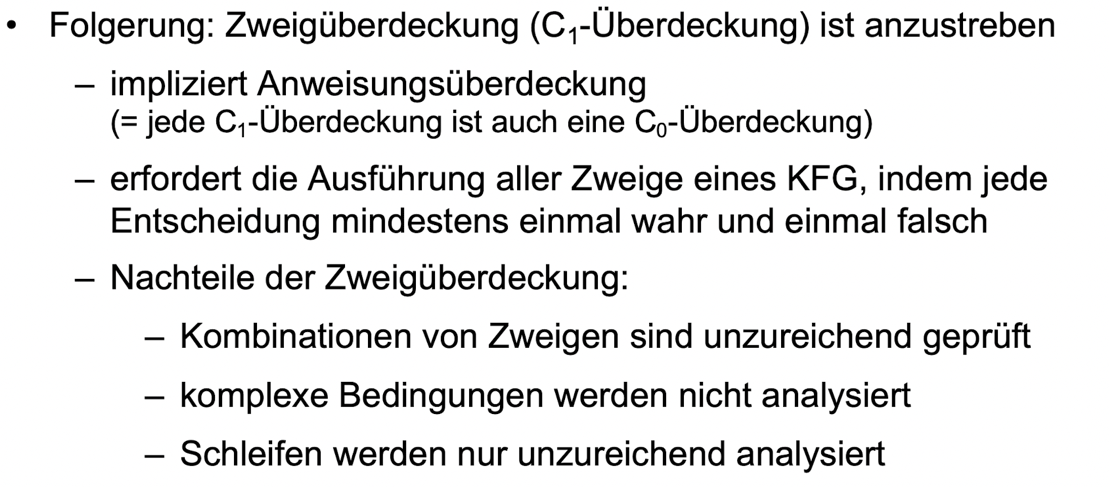 • Folgerung: Zweigüberdeckung (C₁-Überdeckung) ist anzustreben
– impliziert Anweisungsüberdeckung
(= jede C₁-Überdeckung ist auch eine C₀-Überdeckung)
– erfordert die Ausführung aller Zweige eines KFG, indem jede
Entscheidung mindestens einmal wahr und einmal falsch
– Nachteile der Zweigüberdeckung:
– Kombinationen von Zweigen sind unzureichend geprüft
– komplexe Bedingungen werden nicht analysiert
– Schleifen werden nur unzureichend analysiert